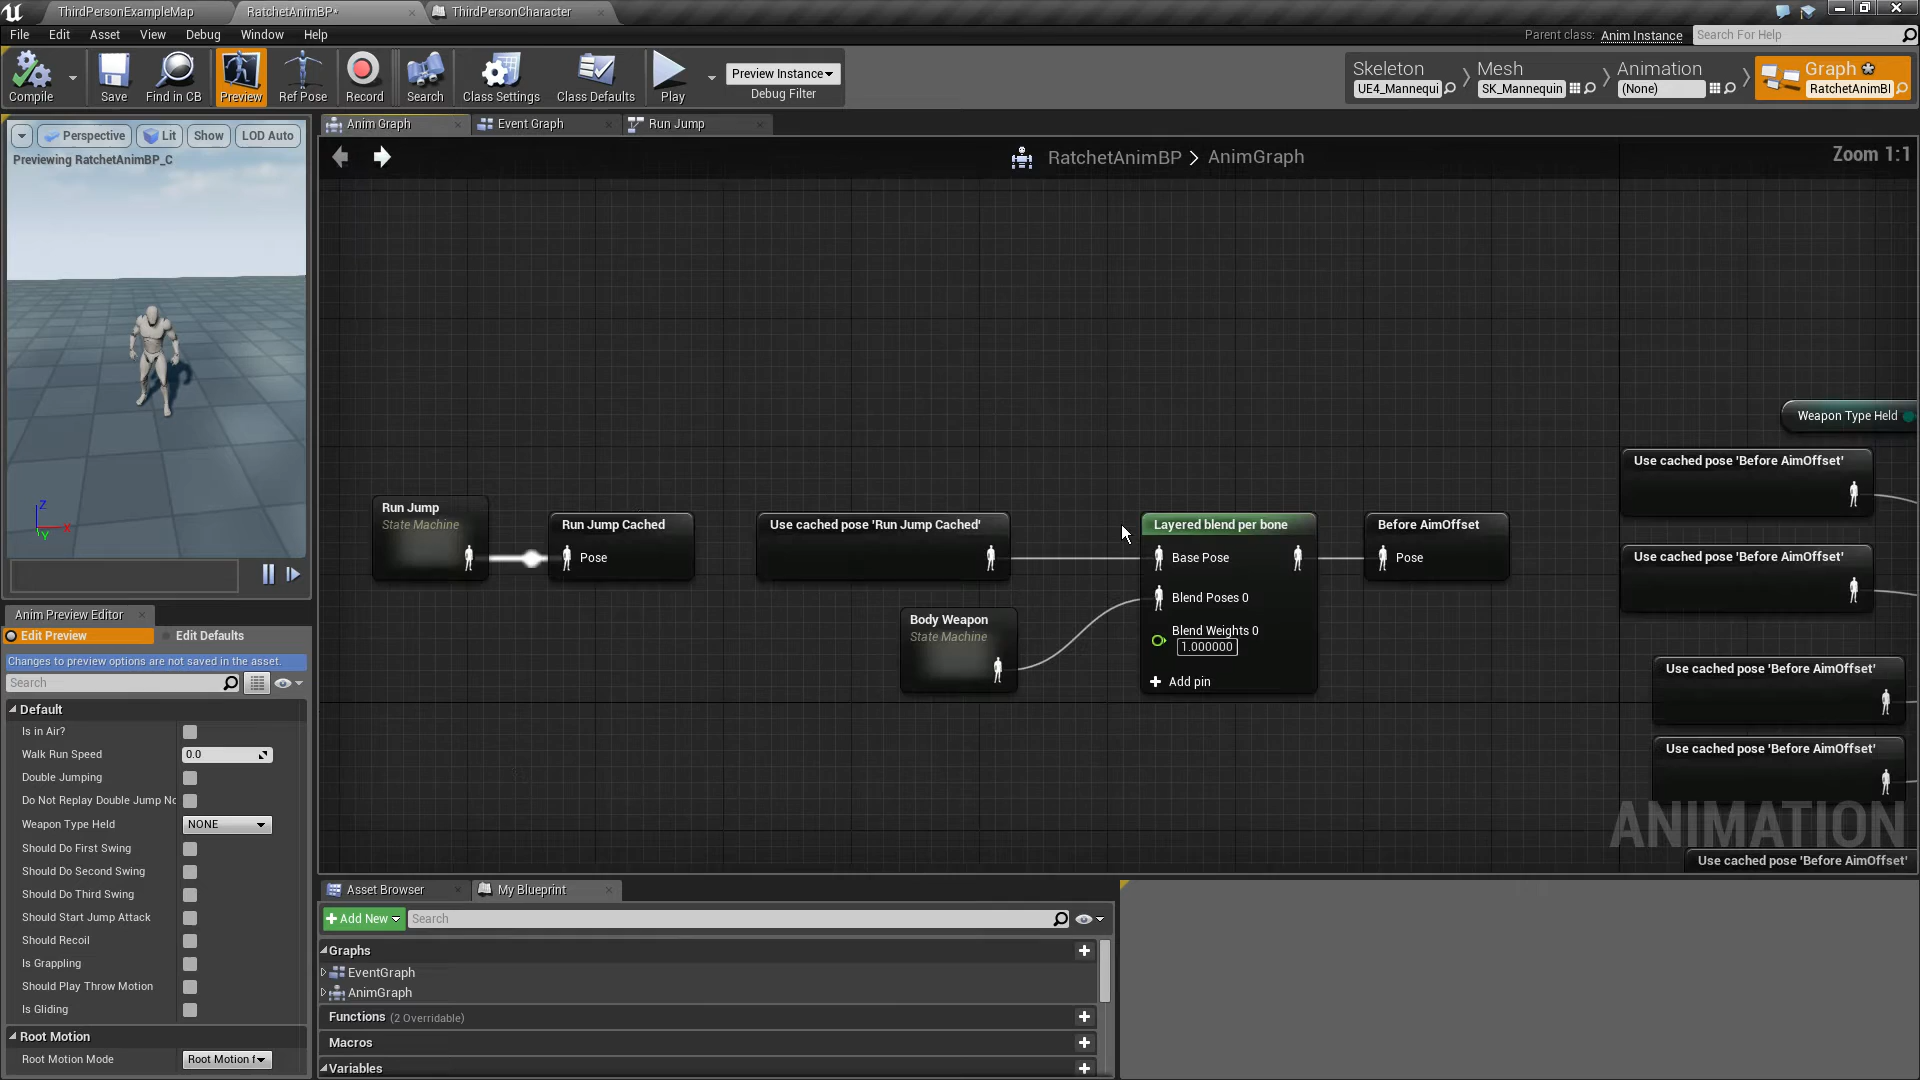 ThirdPersonExampleMap
RatchetAnimBP*
ThirdPersonCharacter
File Edit Asset View Debug Window Help
Parent class: Anim Instance
Search For Help
Compile
Save
Find in CB
Preview
Ref Pose
Record
Search
Class Settings
Class Defaults
Play
Preview Instance
Debug Filter
Skeleton
UE4_Mannequi
Mesh
SK_Mannequin
Animation
(None)
Graph
RatchetAnimBl
Perspective
Lit
Show
LOD Auto
Previewing RatchetAnimBP_C
Z
X
Y
Anim Graph
Event Graph
Run Jump
RatchetAnimBP > AnimGraph
Zoom 1:1
Weapon Type Held
Use cached pose 'Before AimOffset'
Run Jump
State Machine
Run Jump Cached
Pose
Use cached pose 'Run Jump Cached'
Layered blend per bone
Base Pose
Blend Poses 0
Blend Weights 0
1.000000
Add pin
Before AimOffset
Pose
Use cached pose 'Before AimOffset'
Body Weapon
State Machine
Use cached pose 'Before AimOffset'
Use cached pose 'Before AimOffset'
ANIMATION
Use cached pose 'Before AimOffset'
Anim Preview Editor
Edit Preview
Edit Defaults
Changes to preview options are not saved in the asset.
Search
Default
Is in Air?
Walk Run Speed
0.0
Double Jumping
Do Not Replay Double Jump No
Weapon Type Held
NONE
Should Do First Swing
Should Do Second Swing
Should Do Third Swing
Should Start Jump Attack
Should Recoil
Is Grappling
Should Play Throw Motion
Is Gliding
Root Motion
Root Motion Mode
Root Motion f
Asset Browser
My Blueprint
Add New
Search
Graphs
EventGraph
AnimGraph
Functions (2 Overridable)
Macros
Variables